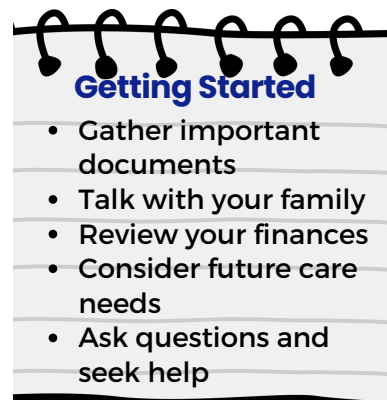 Getting Started
• Gather important
documents
• Talk with your family
• Review your finances
• Consider future care
needs
• Ask questions and
seek help